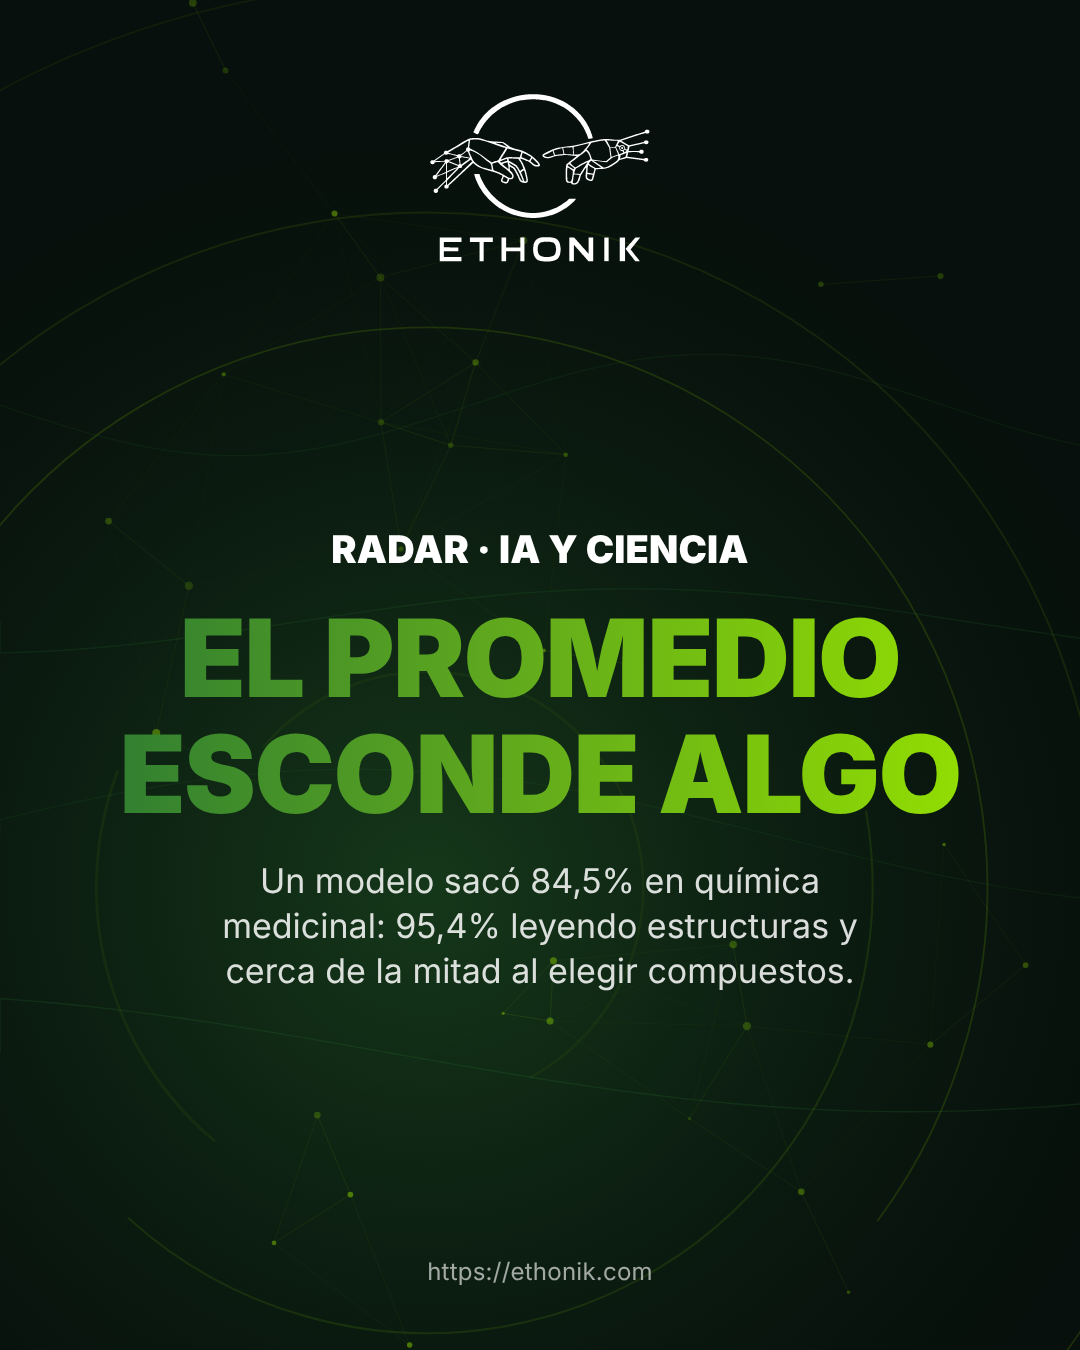 ETHONIK
RADAR · IA Y CIENCIA
EL PROMEDIO
ESCONDE ALGO
Un modelo sacó 84,5% en química
medicinal: 95,4% leyendo estructuras y
cerca de la mitad al elegir compuestos.
https://ethonik.com